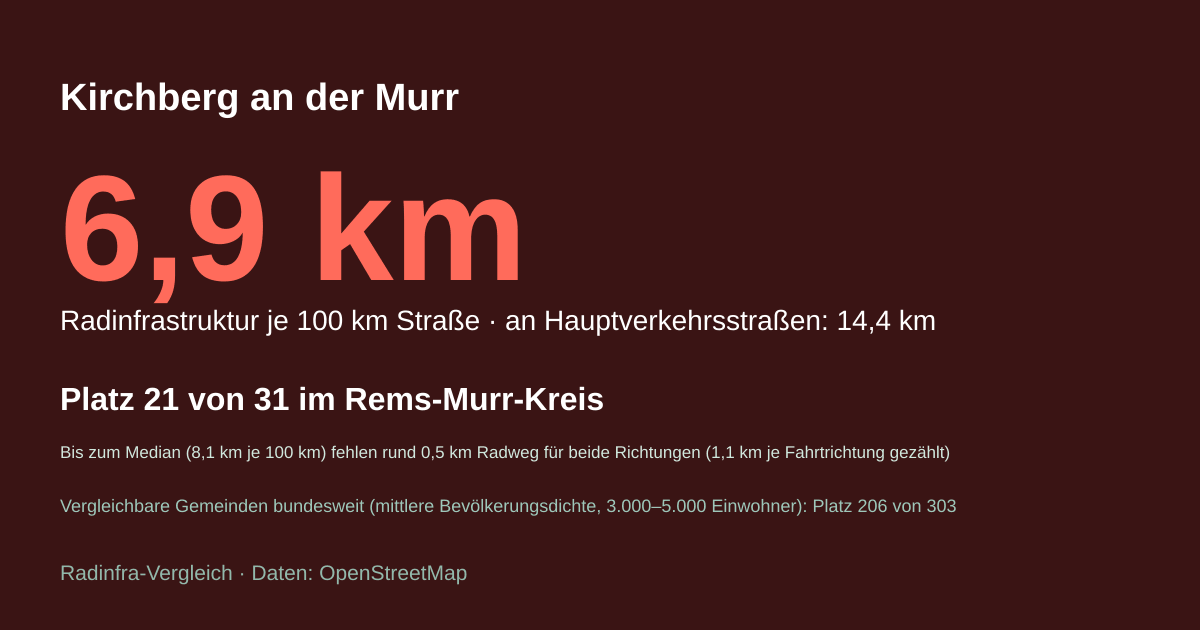 Kirchberg an der Murr
6,9 km
Radinfrastruktur je 100 km Straße · an Hauptverkehrsstraßen: 14,4 km
Platz 21 von 31 im Rems-Murr-Kreis
Bis zum Median (8,1 km je 100 km) fehlen rund 0,5 km Radweg für beide Richtungen (1,1 km je Fahrtrichtung gezählt)
Vergleichbare Gemeinden bundesweit (mittlere Bevölkerungsdichte, 3.000–5.000 Einwohner): Platz 206 von 303
Radinfra-Vergleich · Daten: OpenStreetMap